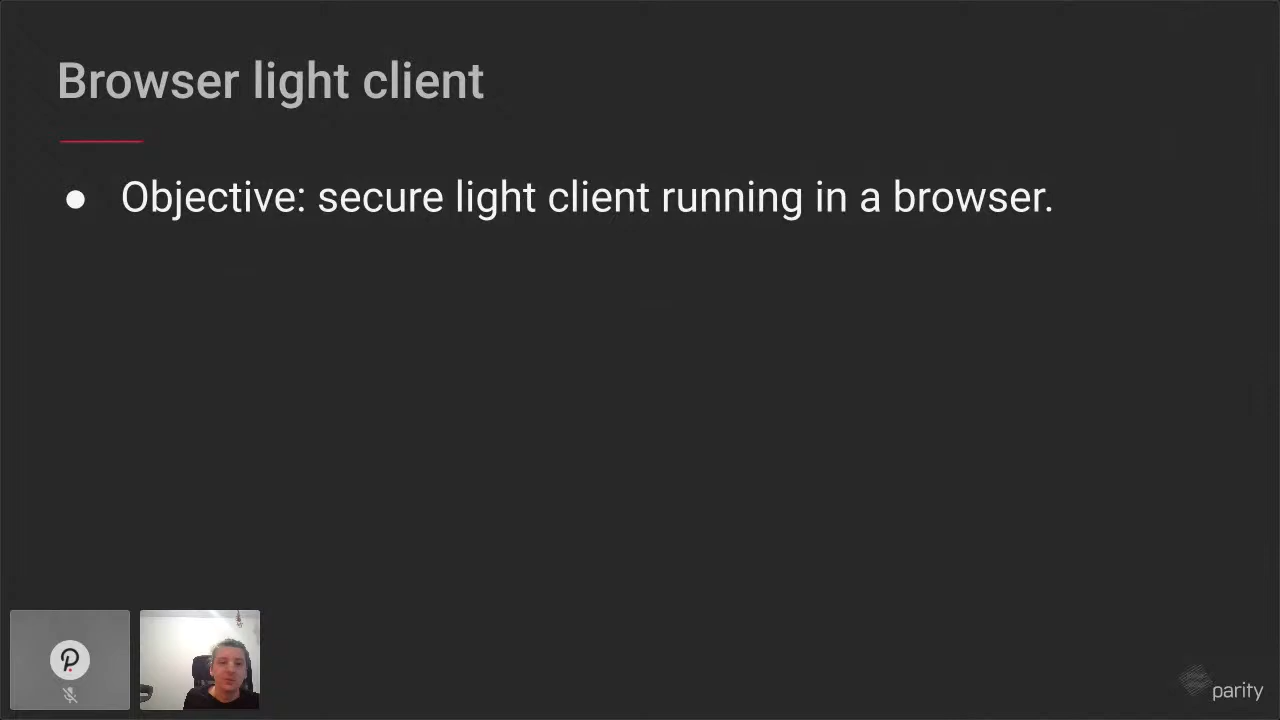 Browser light client
● Objective: secure light client running in a browser.
parity